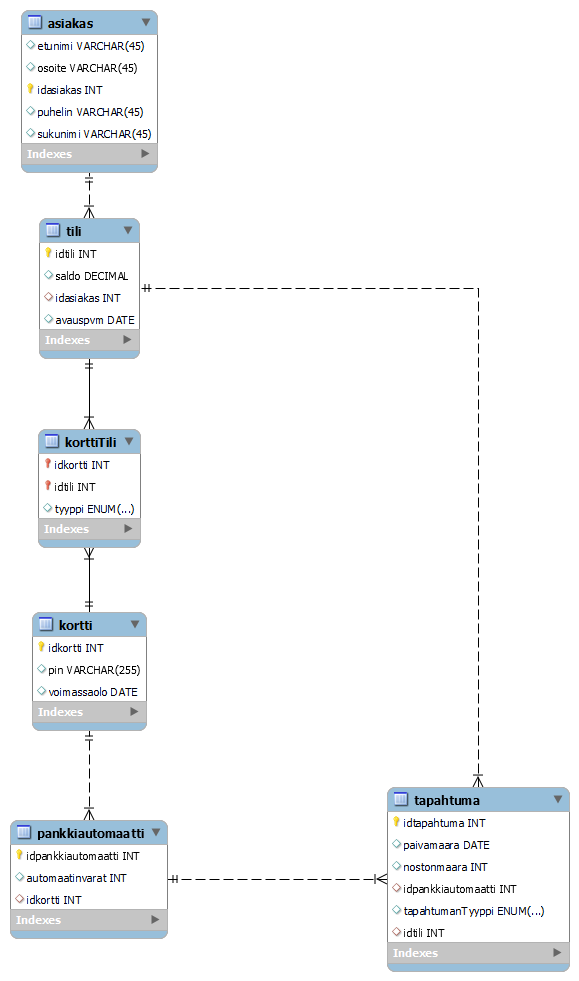 asiakas
etunimi VARCHAR(45)
osoite VARCHAR(45)
idasiakas INT
puhelin VARCHAR(45)
sukunimi VARCHAR(45)
Indexes
tili
idtili INT
saldo DECIMAL
idasiakas INT
avauspvm DATE
Indexes
korttiTili
idkortti INT
idtili INT
tyyppi ENUM(...)
Indexes
kortti
idkortti INT
pin VARCHAR(255)
voimassaolo DATE
Indexes
pankkiautomaatti
idpankkiautomaatti INT
automaatinvarat INT
idkortti INT
Indexes
tapahtuma
idtapahtuma INT
paivamaara DATE
nostonmaara INT
idpankkiautomaatti INT
tapahtumanTyyppi ENUM(...)
idtili INT
Indexes